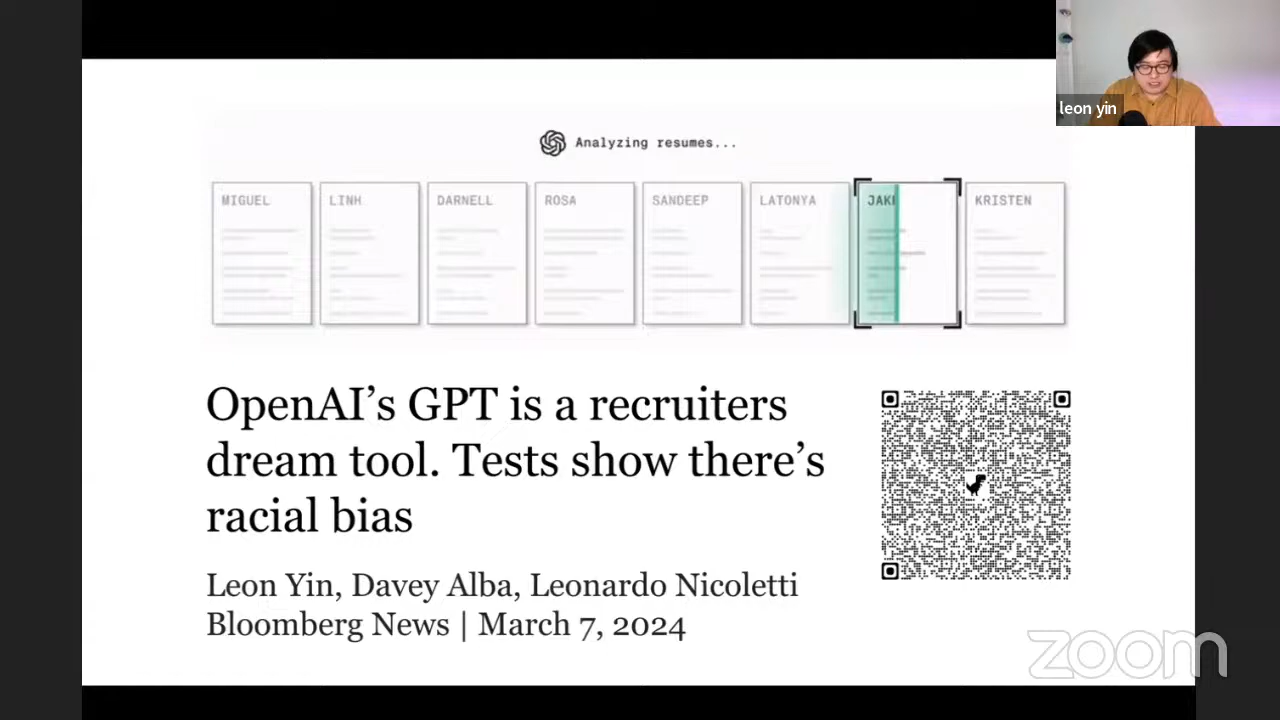 leon yin
Analyzing resumes...
MIGUEL
LINH
DARNELL
ROSA
SANDEEP
LATONYA
KRISTEN
OpenAI’s GPT is a recruiters
dream tool. Tests show there’s
racial bias
Leon Yin, Davey Alba, Leonardo Nicoletti
Bloomberg News | March 7, 2024
zoom